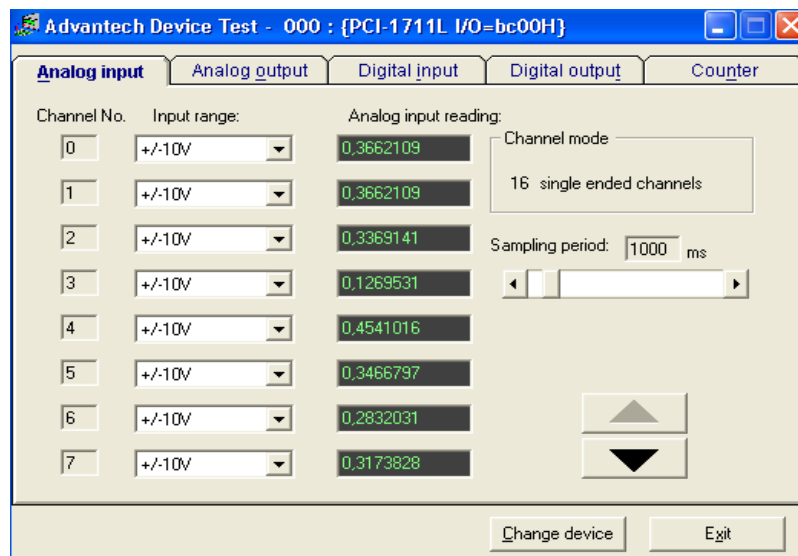 Advantech Device Test - 000 : {PCI-1711L I/O=bc00H}
Analog input Analog output Digital input Digital output Counter
Channel No. Input range: Analog input reading:
0 +/-10V 0,3662109
Channel mode
16 single ended channels
1 +/-10V 0,3662109
2 +/-10V 0,3369141
Sampling period: 1000 ms
3 +/-10V 0,1269531
4 +/-10V 0,4541016
5 +/-10V 0,3466797
6 +/-10V 0,2832031
7 +/-10V 0,3173828
Change device Exit